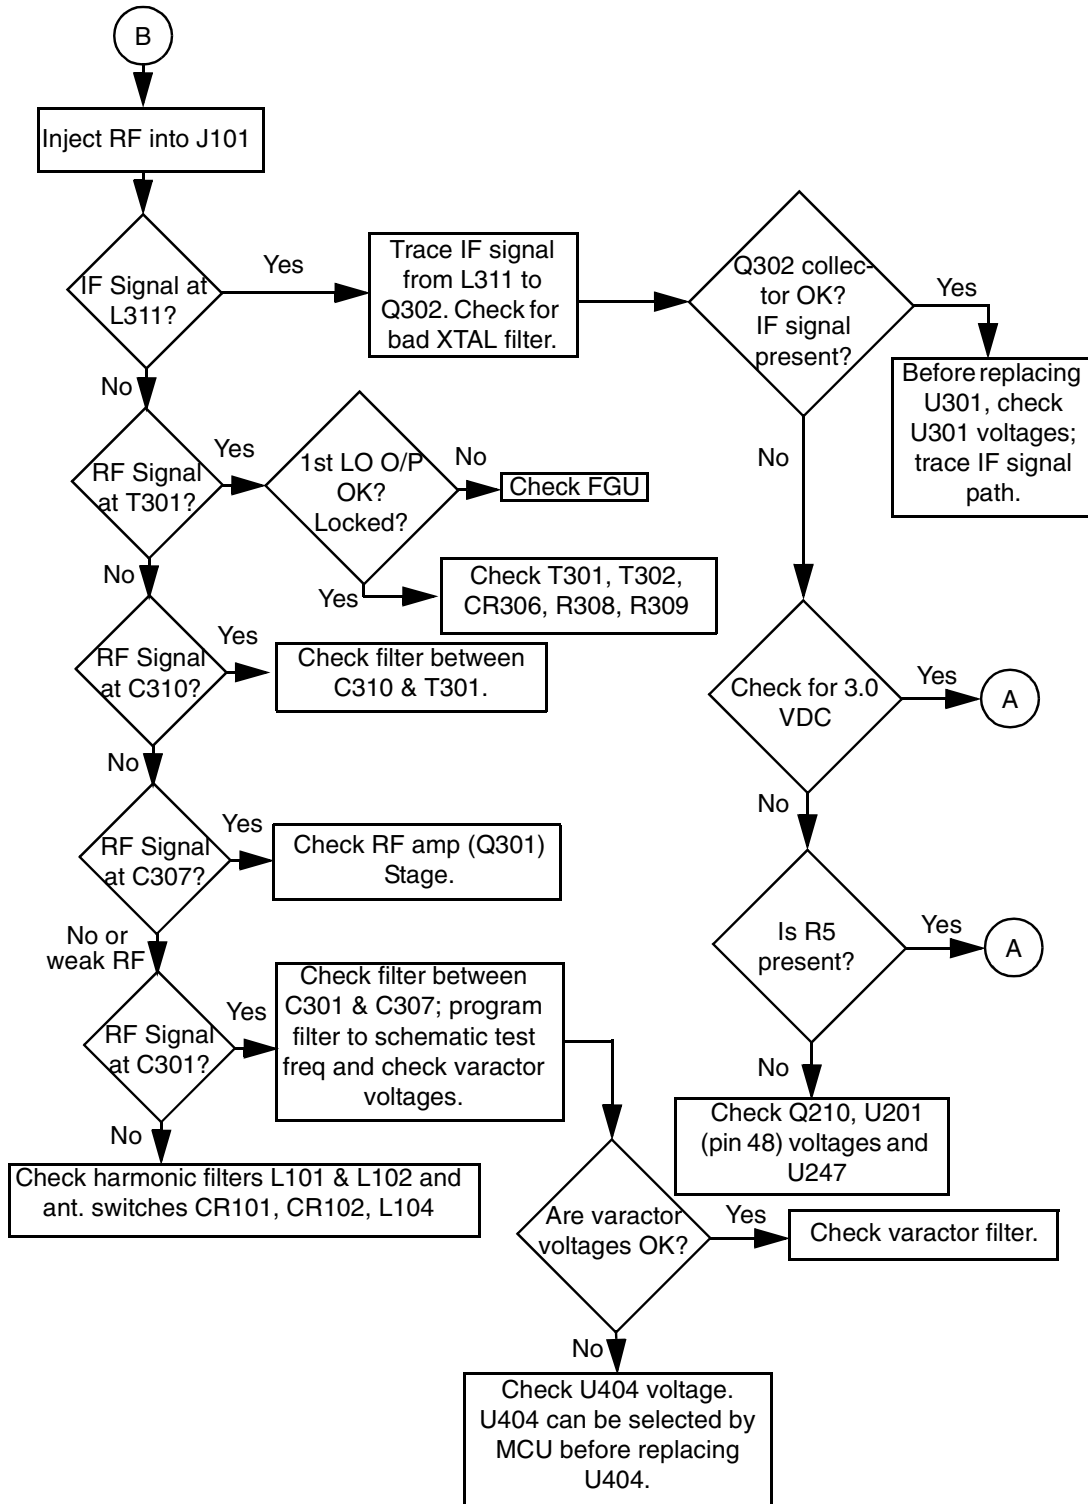 B
Inject RF into J101
IF Signal at
L311?
Yes
Trace IF signal
from L311 to
Q302. Check for
bad XTAL filter.
Q302 collec-
tor OK?
IF signal
present?
Yes
Before replacing
U301, check
U301 voltages;
trace IF signal
path.
No
RF Signal
at T301?
Yes
1st LO O/P
OK?
Locked?
No
Check FGU
Yes
Check T301, T302,
CR306, R308, R309
No
No
RF Signal
at C310?
Yes
Check filter between
C310 & T301.
Check for 3.0
VDC
Yes
A
No
RF Signal
at C307?
Yes
Check RF amp (Q301)
Stage.
No
Is R5
present?
Yes
A
No or
weak RF
RF Signal
at C301?
Yes
Check filter between
C301 & C307; program
filter to schematic test
freq and check varactor
voltages.
No
Check Q210, U201
(pin 48) voltages and
U247
No
Check harmonic filters L101 & L102 and
ant. switches CR101, CR102, L104
Are varactor
voltages OK?
Yes
Check varactor filter.
No
Check U404 voltage.
U404 can be selected by
MCU before replacing
U404.